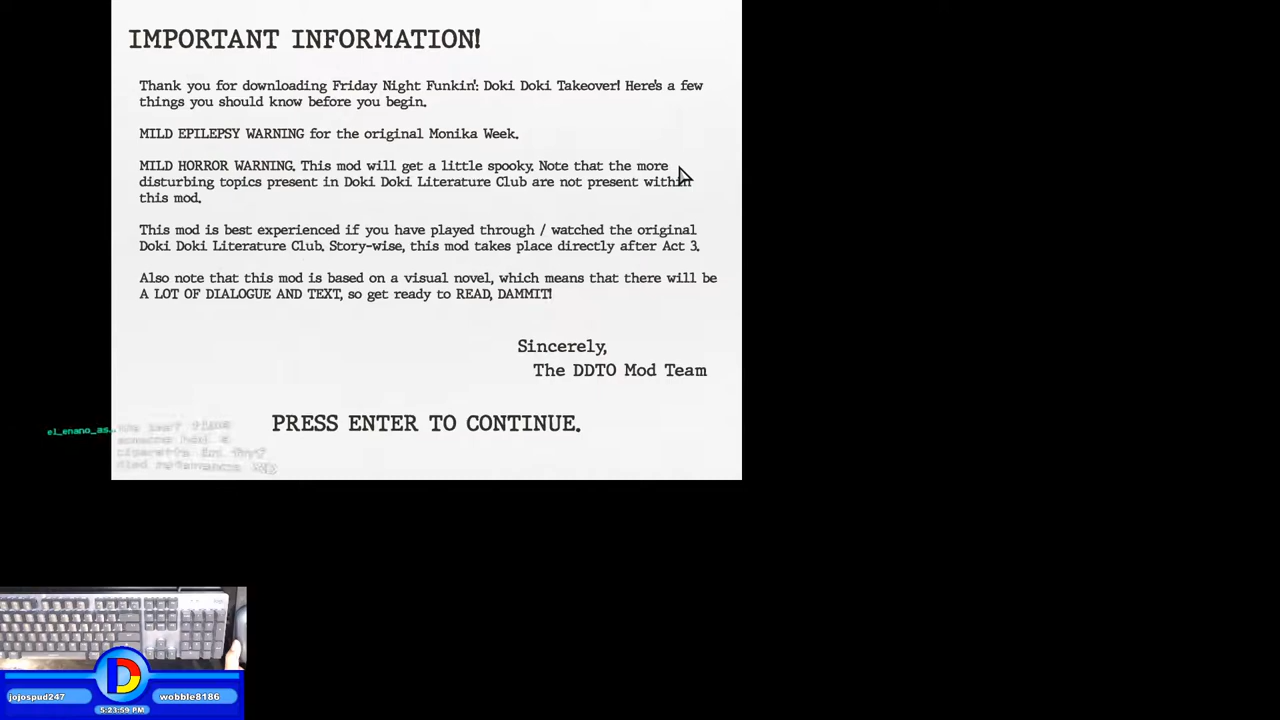 IMPORTANT INFORMATION!
Thank you for downloading Friday Night Funkin': Doki Doki Takeover! Here's a few
things you should know before you begin.
MILD EPILEPSY WARNING for the original Monika Week.
MILD HORROR WARNING. This mod will get a little spooky. Note that the more
disturbing topics present in Doki Doki Literature Club are not present within
this mod.
This mod is best experienced if you have played through / watched the original
Doki Doki Literature Club. Story-wise, this mod takes place directly after Act 3.
Also note that this mod is based on a visual novel, which means that there will be
A LOT OF DIALOGUE AND TEXT, so get ready to READ, DAMMIT!
Sincerely,
The DDTO Mod Team
PRESS ENTER TO CONTINUE.
el_enano_as...
D
jojospud247
wobble8186
5:23:59 PM